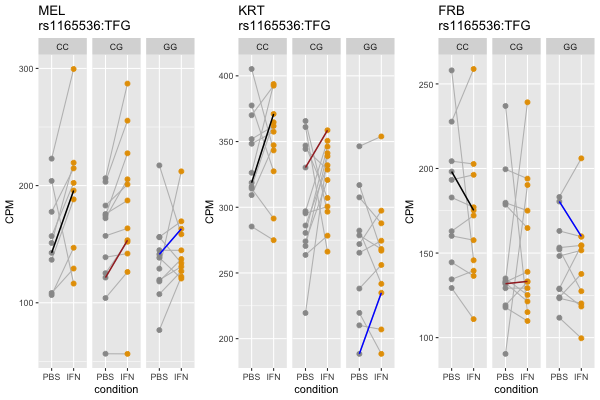 MEL
rs1165536:TFG
CC CG GG
300
200
100
CPM
PBS IFN PBS IFN PBS IFN
condition
KRT
rs1165536:TFG
CC CG GG
400
350
300
250
200
CPM
PBS IFN PBS IFN PBS IFN
condition
FRB
rs1165536:TFG
CC CG GG
250
200
150
100
CPM
PBS IFN PBS IFN PBS IFN
condition